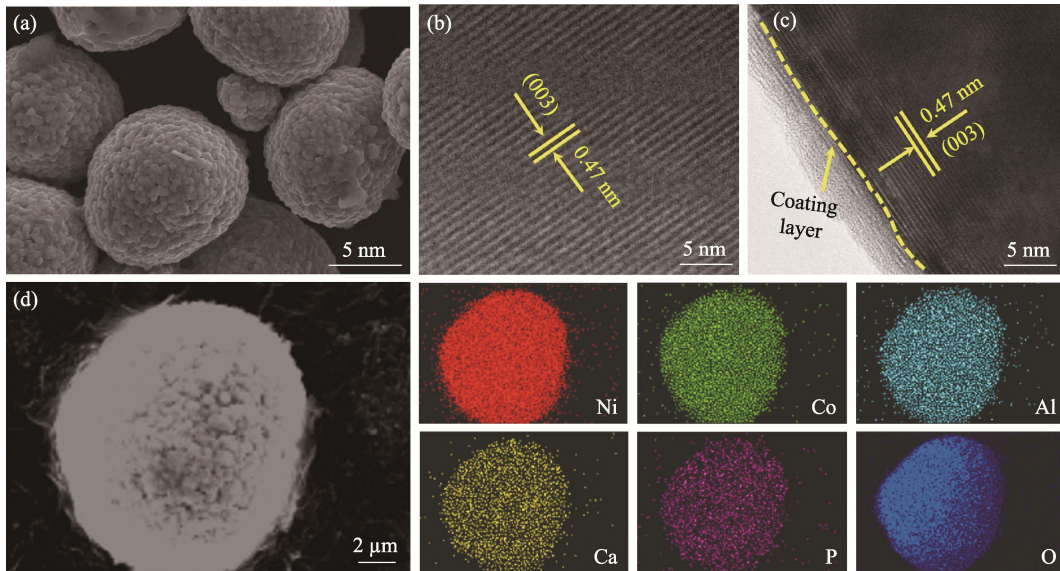 (a)
5 nm
(b)
(003)
0.47 nm
5 nm
(c)
0.47 nm
(003)
Coating
layer
5 nm
(d)
2 µm
Ni
Co
Al
Ca
P
O